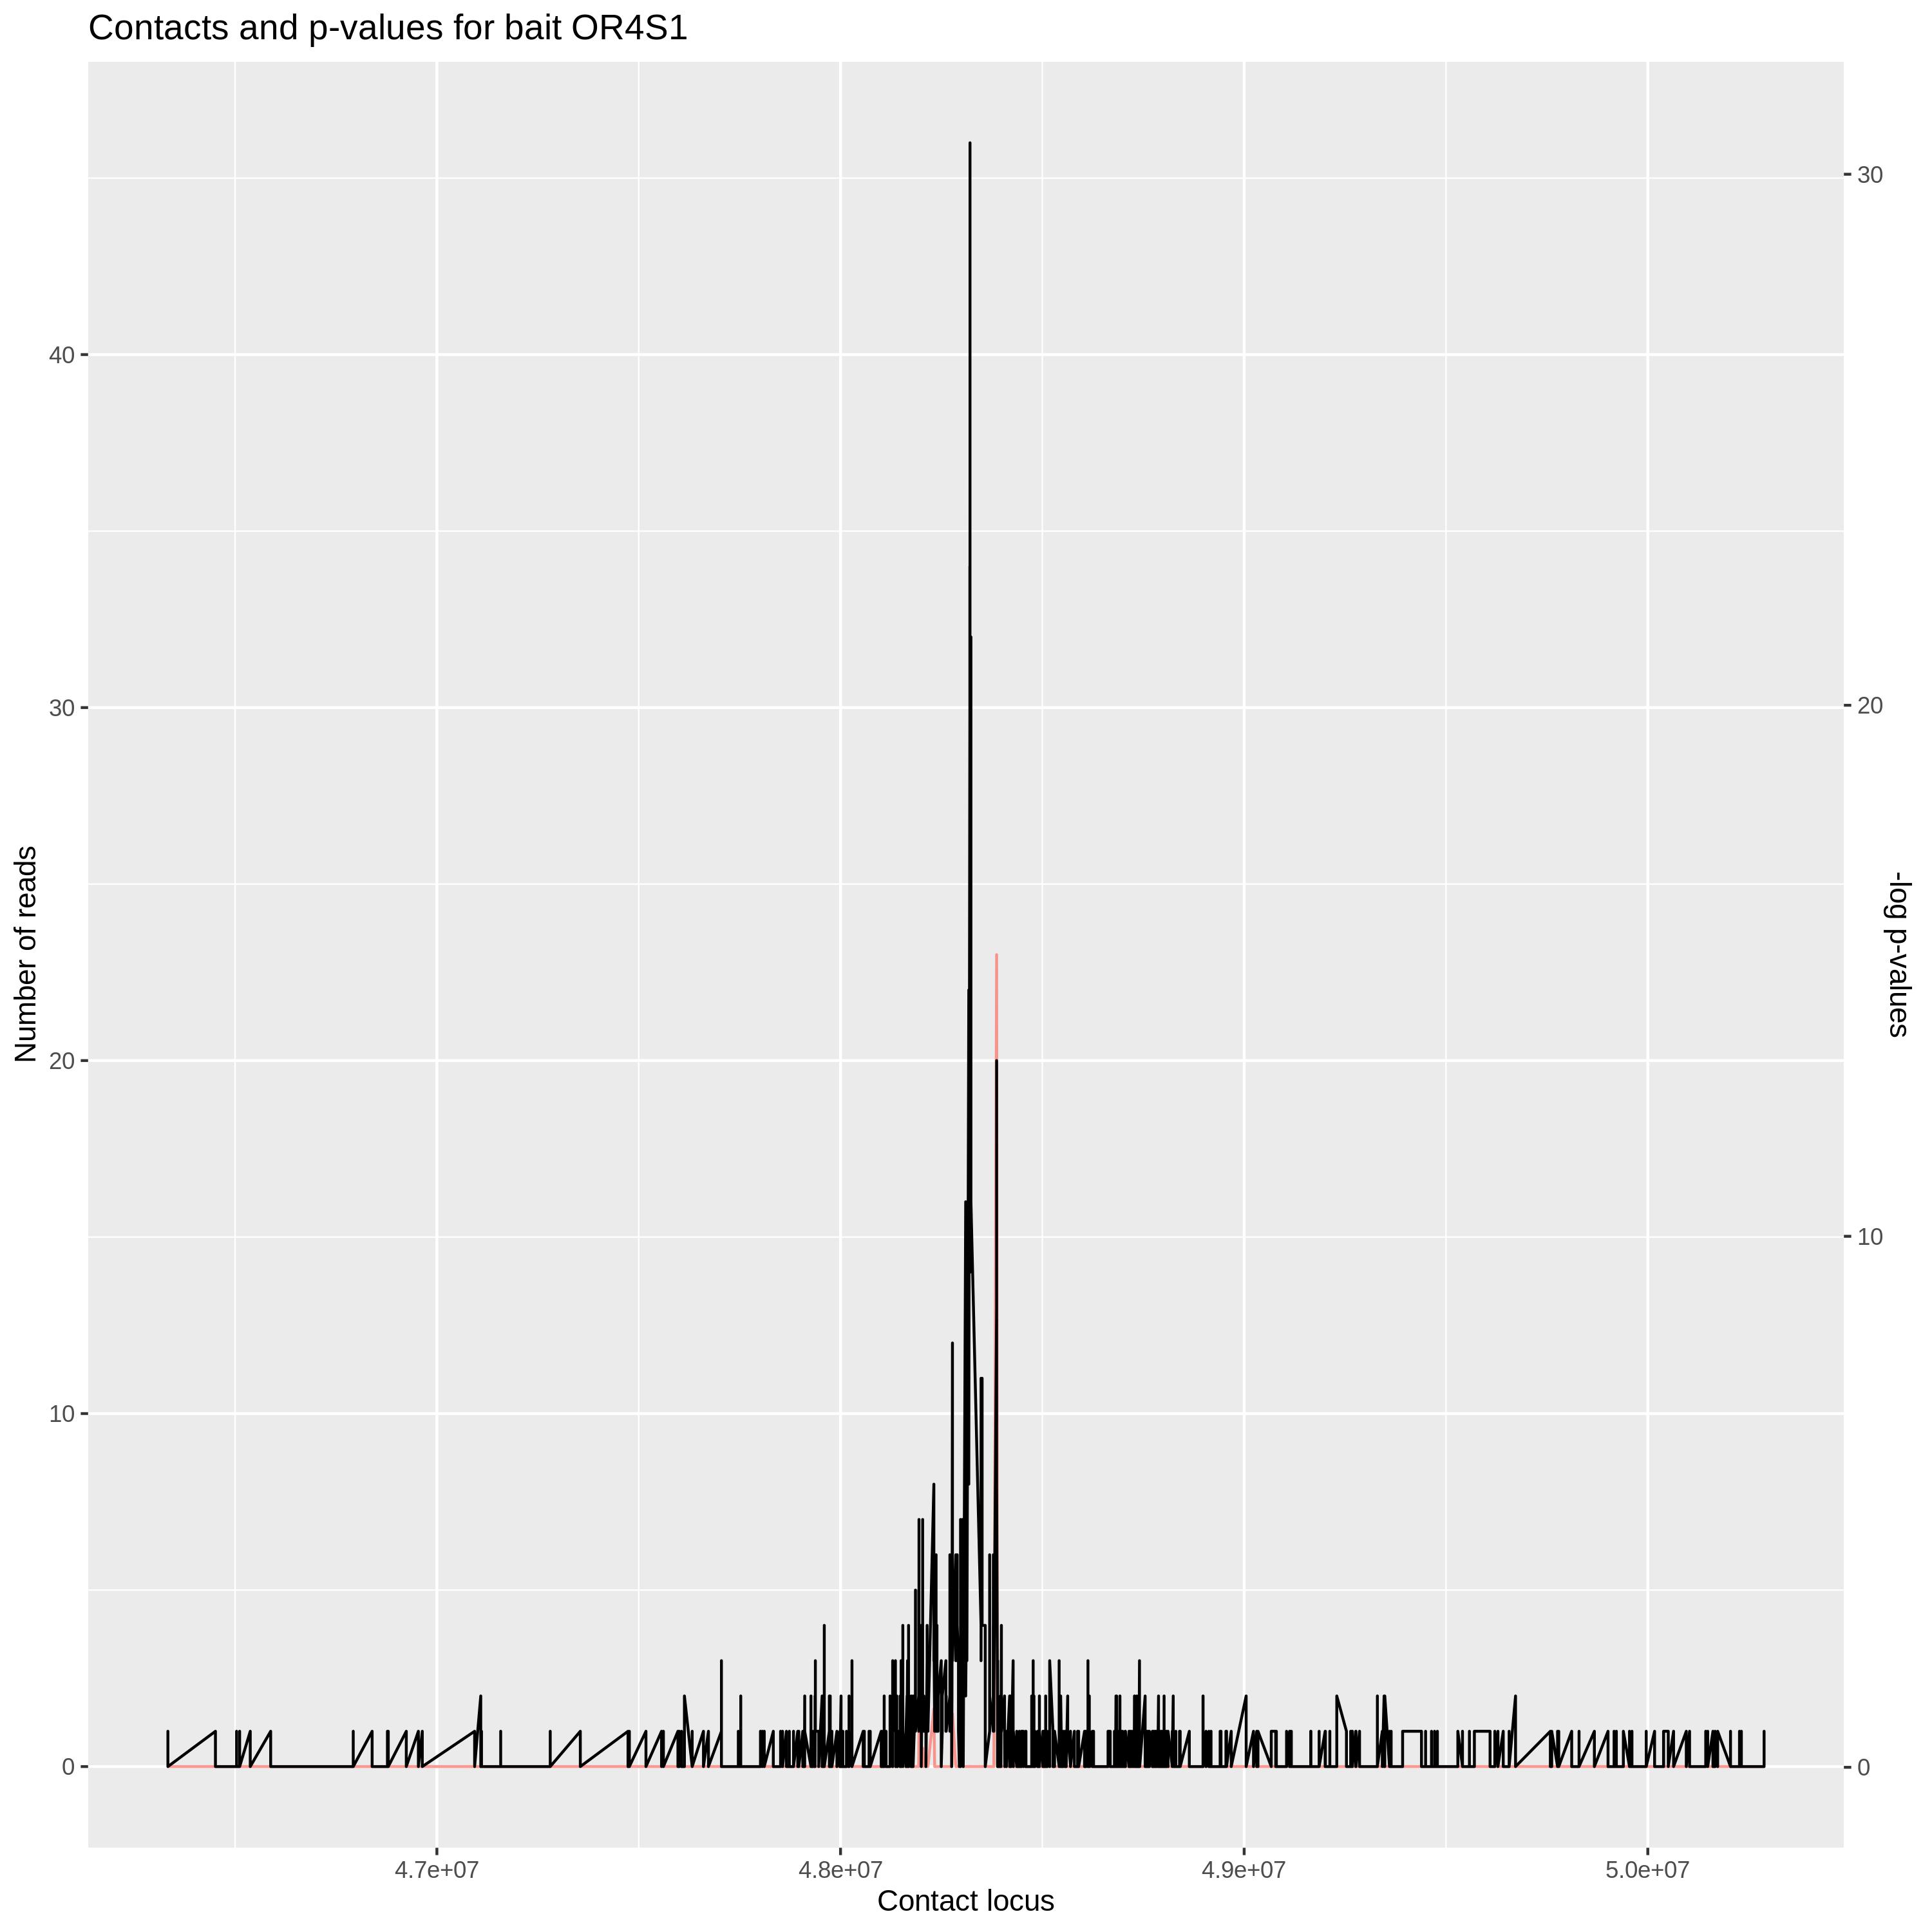 Contacts and p-values for bait OR4S1
Number of reads
40
30
20
10
0
30
20
10
0
-log p-values
4.7e+07 4.8e+07 4.9e+07 5.0e+07
Contact locus